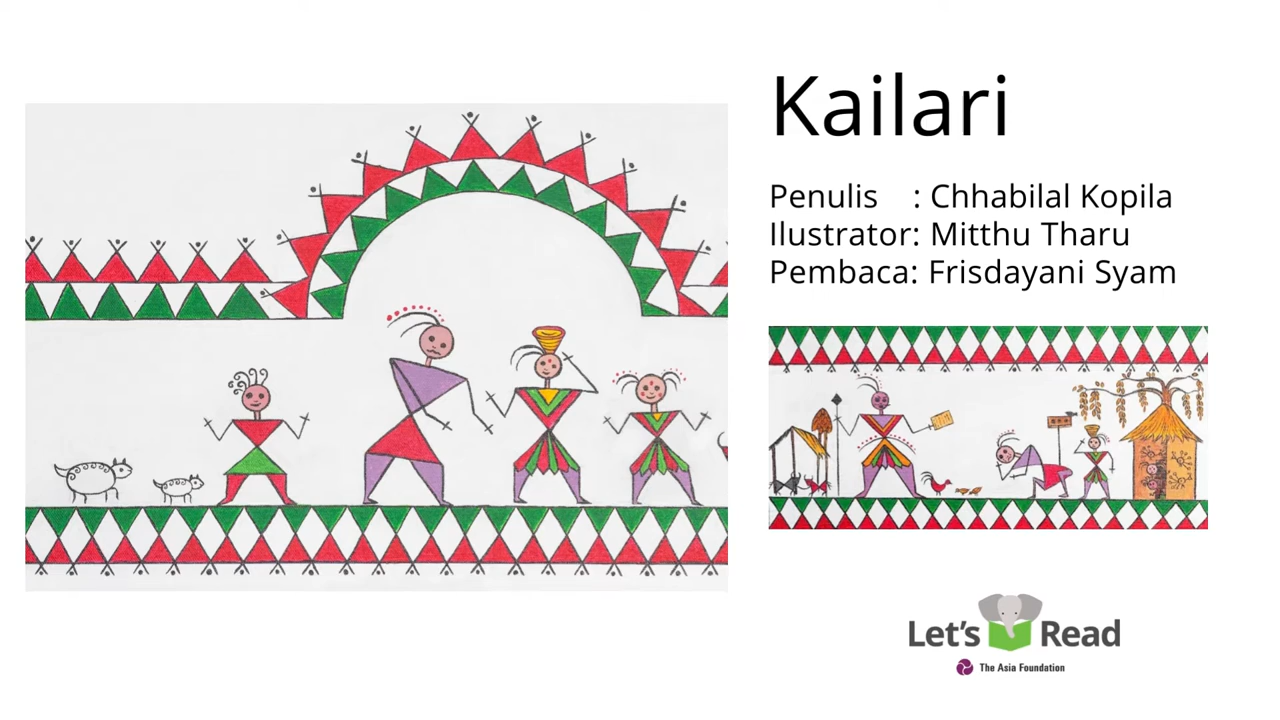 Kailari
Penulis : Chhabilal Kopila
Ilustrator: Mitthu Tharu
Pembaca: Frisdayani Syam
Let's Read
The Asia Foundation